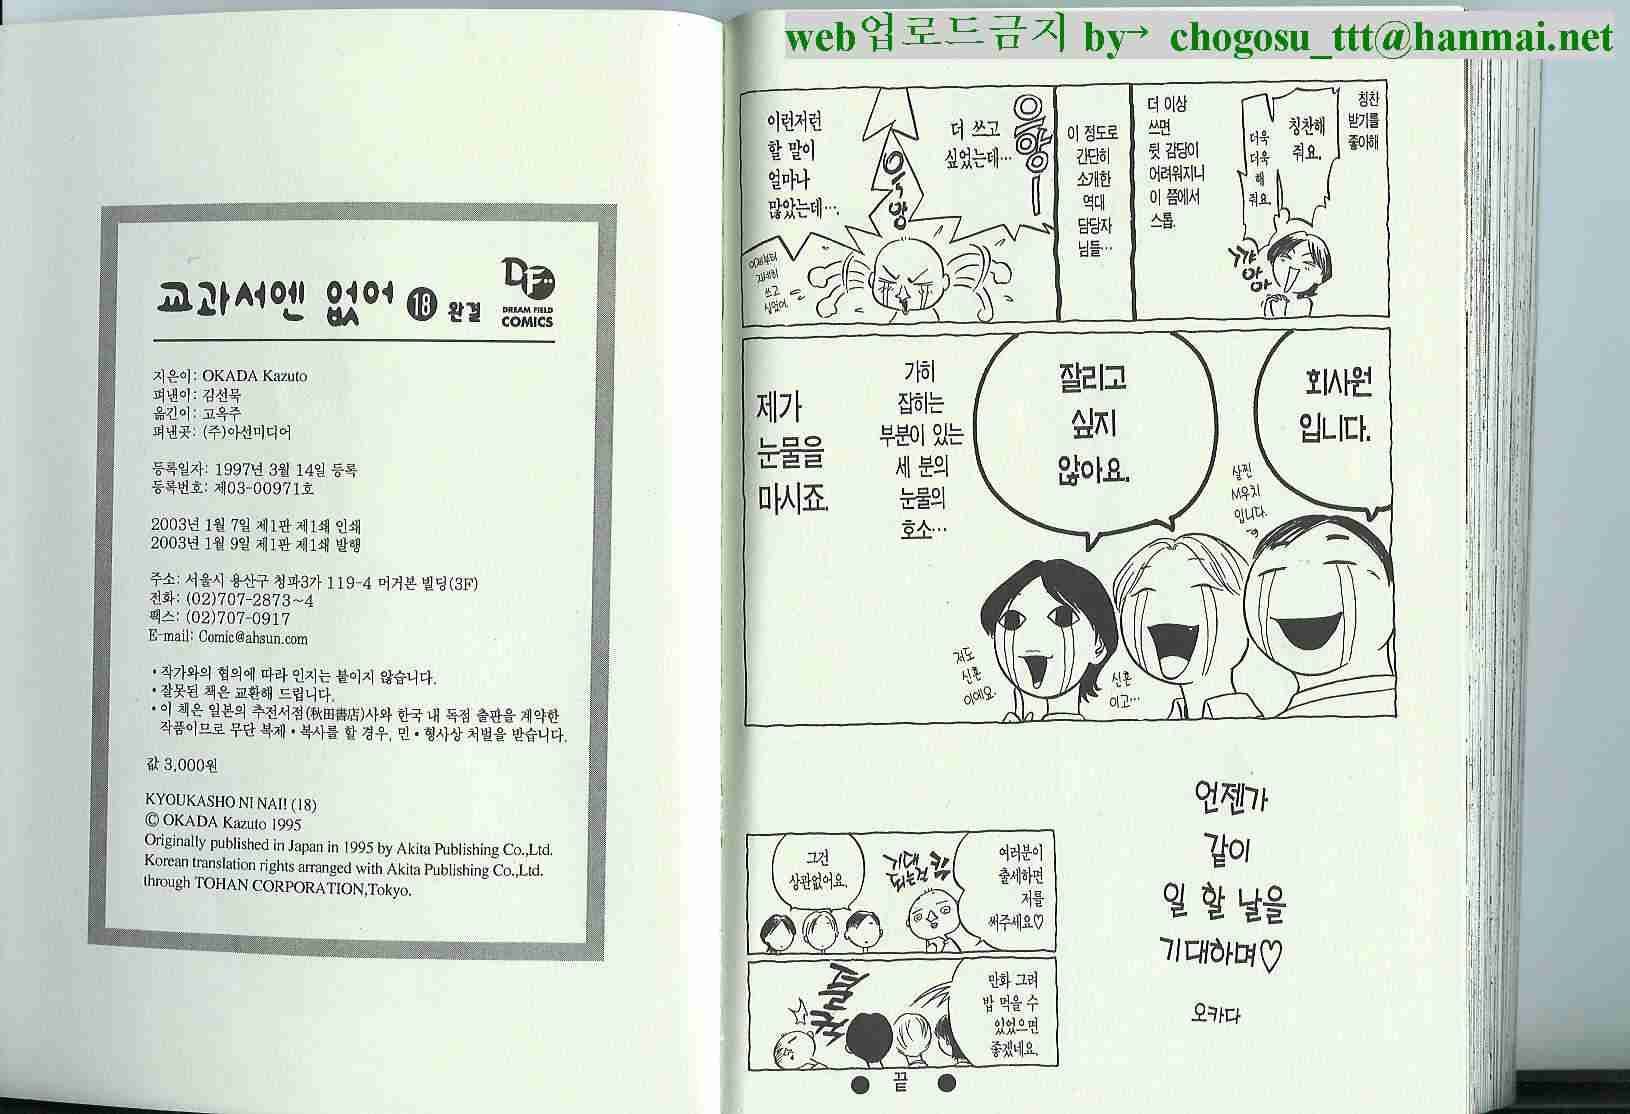 web업로드금지 by→ chogosu_ttt@hanmai.net
교과서엔 없어 18 완결
DF
DREAM FIELD
COMICS
지은이: OKADA Kazuto
펴낸이: 김선묵
옮긴이: 고옥주
펴낸곳: (주)아선미디어
등록일자: 1997년 3월 14일 등록
등록번호: 제03-00971호
2003년 1월 7일 제1판 제1쇄 인쇄
2003년 1월 9일 제1판 제1쇄 발행
주소: 서울시 용산구 청파3가 119-4 머거본 빌딩(3F)
전화: (02)707-2873~4
팩스: (02)707-0917
E-mail: Comic@ahsun.com
• 작가와의 협의에 따라 인지는 붙이지 않습니다.
• 잘못된 책은 교환해 드립니다.
• 이 책은 일본의 추전서점(秋田書店)사와 한국 내 독점 출판을 계약한
작품이므로 무단 복제 • 복사를 할 경우, 민 • 형사상 처벌을 받습니다.
값 3,000원
KYOUKASHO NI NAI! (18)
© OKADA Kazuto 1995
Originally published in Japan in 1995 by Akita Publishing Co.,Ltd.
Korean translation rights arranged with Akita Publishing Co.,Ltd.
through TOHAN CORPORATION,Tokyo.
칭찬
받기를
좋아해
칭찬해
줘요.
더욱
더욱
해
줘요.
꺄
아
아
더 이상
쓰면
뒷 감당이
어려워지니
이 쯤에서
스톱.
이 정도로
간단히
소개한
역대
담당자
님들…
으앙ー
더 쓰고
싶었는데…
으앙
이런저런
할 말이
얼마나
많았는데…
쓰고
싶었어.
회사원
입니다.
살찐
M우치
입니다.
잘리고
싶지
않아요.
신혼
이고…
저도
신혼
이에요.
가히
잡히는
부분이 있는
세 분의
눈물의
호소…
제가
눈물을
마시죠.
여러분이
출세하면
저를
써주세요♡
그건
상관없어요.
만화 그려
밥 먹을 수
있었으면
좋겠네요.
● 끝 ●
언젠가
같이
일 할 날을
기대하며♡
오카다